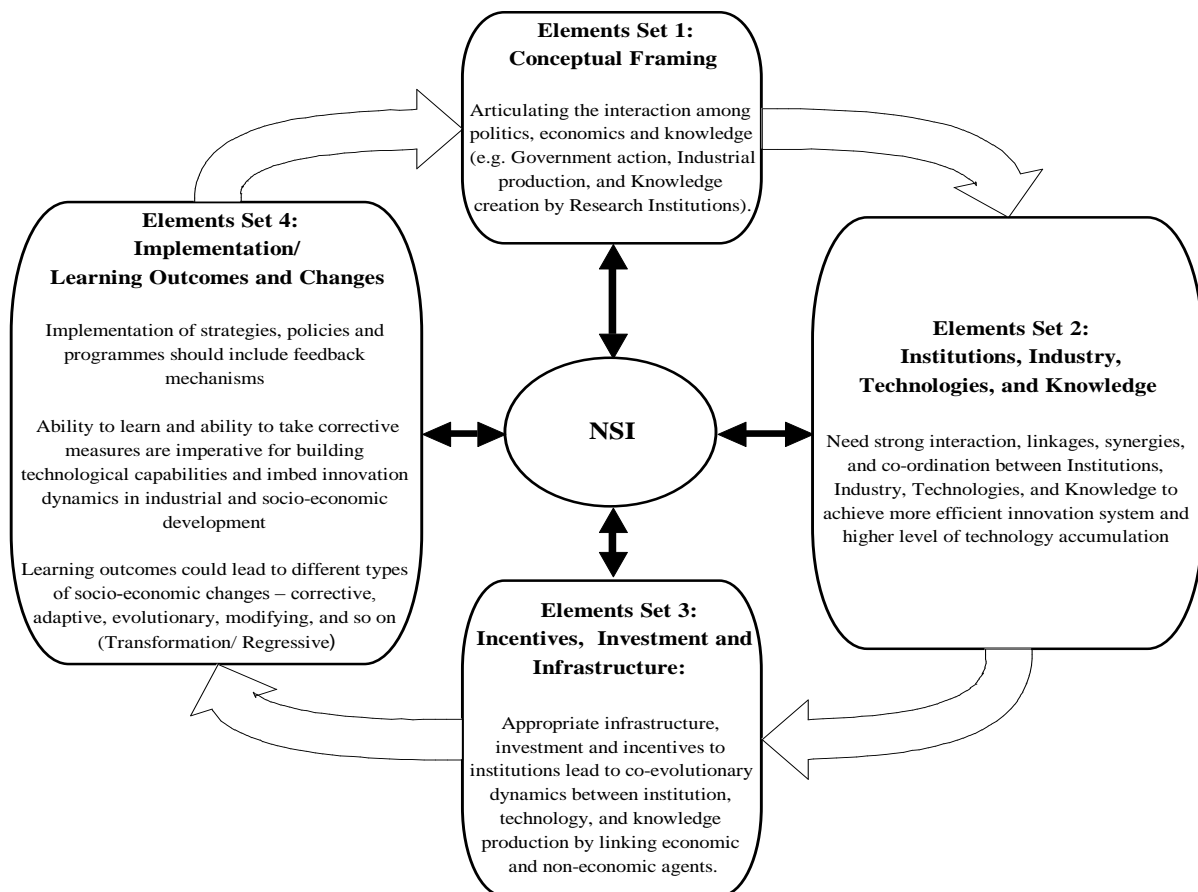 Elements Set 1:
Conceptual Framing
Articulating the interaction among
politics, economics and knowledge
(e.g. Government action, Industrial
production, and Knowledge
creation by Research Institutions).
Elements Set 2:
Institutions, Industry,
Technologies, and Knowledge
Need strong interaction, linkages, synergies,
and co-ordination between Institutions,
Industry, Technologies, and Knowledge to
achieve more efficient innovation system and
higher level of technology accumulation
Elements Set 3:
Incentives, Investment and
Infrastructure:
Appropriate infrastructure,
investment and incentives to
institutions lead to co-evolutionary
dynamics between institution,
technology, and knowledge
production by linking economic
and non-economic agents.
Elements Set 4:
Implementation/
Learning Outcomes and Changes
Implementation of strategies, policies and
programmes should include feedback
mechanisms
Ability to learn and ability to take corrective
measures are imperative for building
technological capabilities and imbed innovation
dynamics in industrial and socio-economic
development
Learning outcomes could lead to different types
of socio-economic changes – corrective,
adaptive, evolutionary, modifying, and so on
(Transformation/ Regressive)
NSI